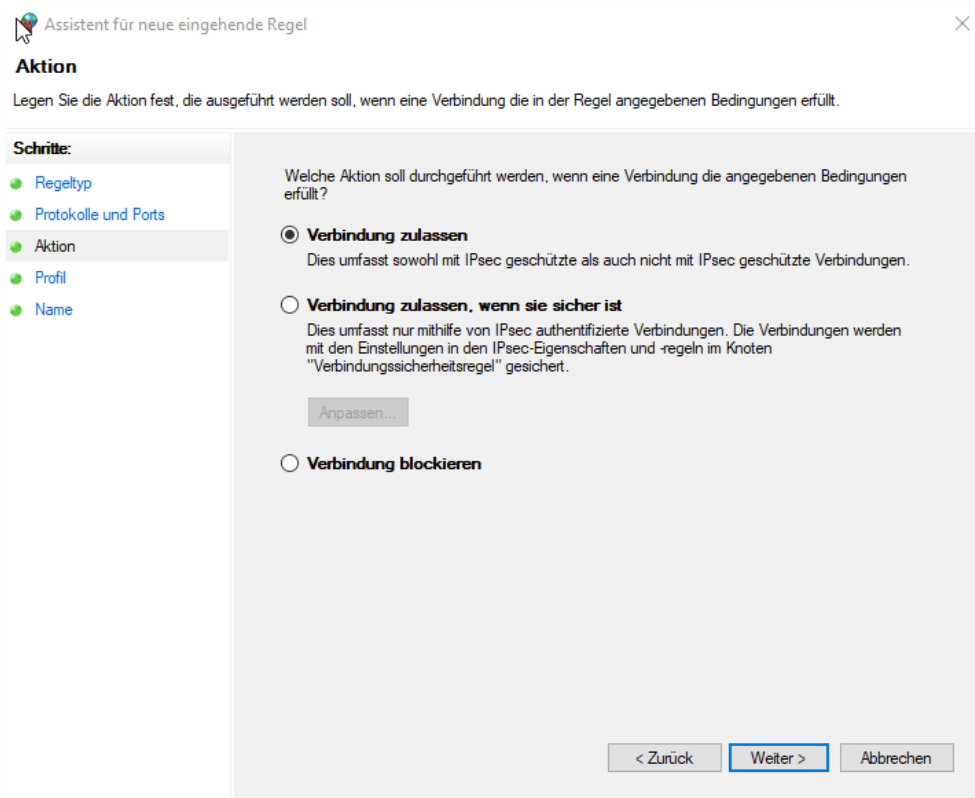 Assistent für neue eingehende Regel
Aktion
Legen Sie die Aktion fest, die ausgeführt werden soll, wenn eine Verbindung die in der Regel angegebenen Bedingungen erfüllt.
Schritte:
Regeltyp
Protokolle und Ports
Aktion
Profil
Name
Welche Aktion soll durchgeführt werden, wenn eine Verbindung die angegebenen Bedingungen
erfüllt?
Verbindung zulassen
Dies umfasst sowohl mit IPsec geschützte als auch nicht mit IPsec geschützte Verbindungen.
Verbindung zulassen, wenn sie sicher ist
Dies umfasst nur mithilfe von IPsec authentifizierte Verbindungen. Die Verbindungen werden
mit den Einstellungen in den IPsec-Eigenschaften und -regeln im Knoten
"Verbindungssicherheitsregel" gesichert.
Anpassen...
Verbindung blockieren
< Zurück
Weiter >
Abbrechen